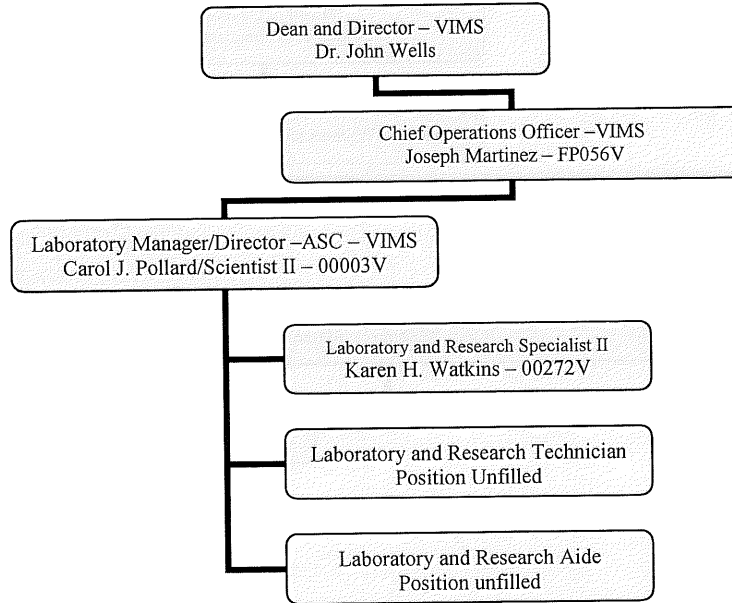 Dean and Director – VIMS
Dr. John Wells
Chief Operations Officer –VIMS
Joseph Martinez – FP056V
Laboratory Manager/Director –ASC – VIMS
Carol J. Pollard/Scientist II – 00003V
Laboratory and Research Specialist II
Karen H. Watkins – 00272V
Laboratory and Research Technician
Position Unfilled
Laboratory and Research Aide
Position unfilled